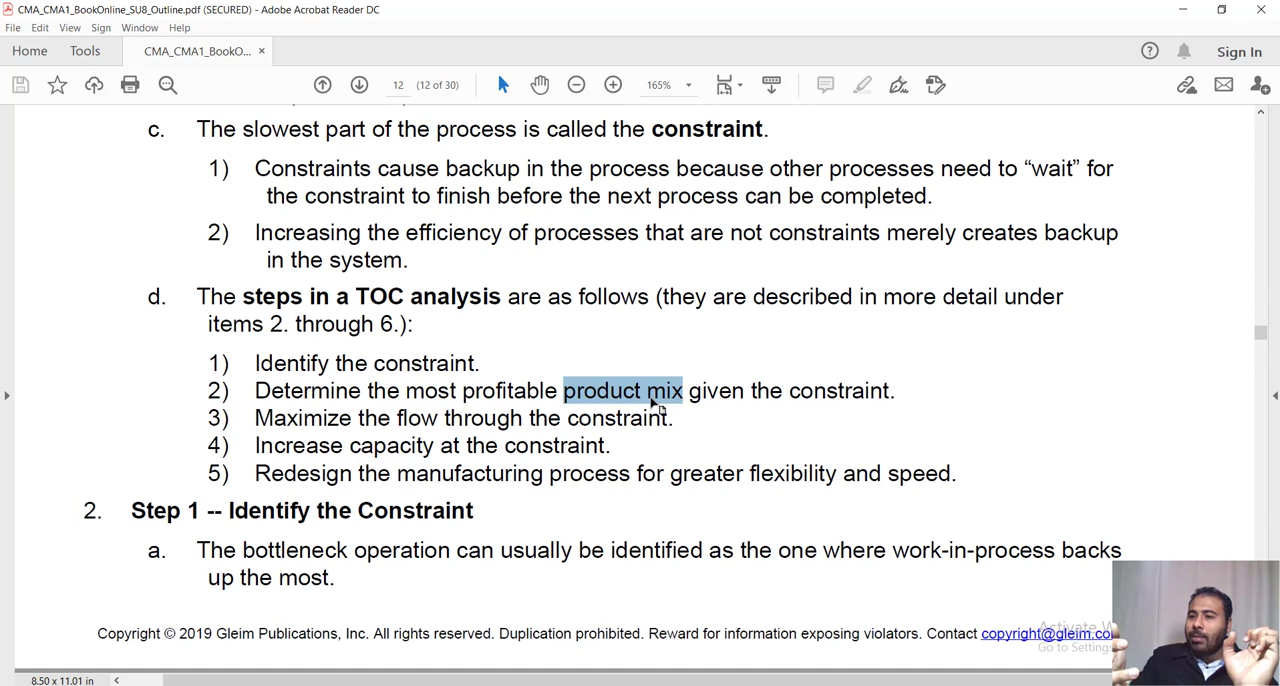 CMA_CMA1_BookOnline_SU8_Outline.pdf (SECURED) - Adobe Acrobat Reader DC
File Edit View Sign Window Help
Home Tools CMA_CMA1_BookO... × Sign In
12 (12 of 30) 165%
c. The slowest part of the process is called the constraint.
1) Constraints cause backup in the process because other processes need to “wait” for
the constraint to finish before the next process can be completed.
2) Increasing the efficiency of processes that are not constraints merely creates backup
in the system.
d. The steps in a TOC analysis are as follows (they are described in more detail under
items 2. through 6.):
1) Identify the constraint.
2) Determine the most profitable product mix given the constraint.
3) Maximize the flow through the constraint.
4) Increase capacity at the constraint.
5) Redesign the manufacturing process for greater flexibility and speed.
2. Step 1 -- Identify the Constraint
a. The bottleneck operation can usually be identified as the one where work-in-process backs
up the most.
Activate W
Copyright © 2019 Gleim Publications, Inc. All rights reserved. Duplication prohibited. Reward for information exposing violators. Contact copyright@gleim.co
Go to Settings
8.50 x 11.01 in